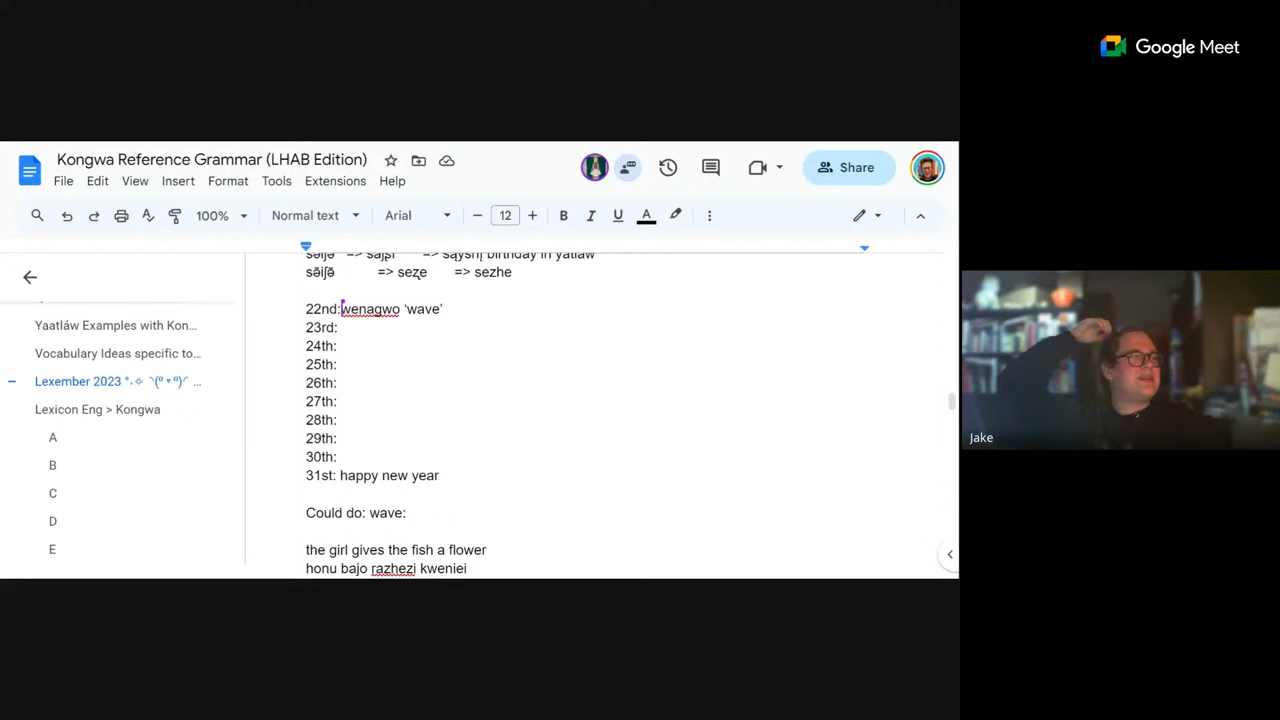 Google Meet
Kongwa Reference Grammar (LHAB Edition)
File Edit View Insert Format Tools Extensions Help
Share
100% Normal text Arial 12 B I U A
Yaatláw Examples with Kon...
Vocabulary Ideas specific to...
Lexember 2023
Lexicon Eng > Kongwa
A
B
C
D
E
birthday in yatław
=> seʐe => sezhe
22nd:wenagwo ‘wave’
23rd:
24th:
25th:
26th:
27th:
28th:
29th:
30th:
31st: happy new year
Could do: wave:
the girl gives the fish a flower
honu bajo razhezi kweniei
Jake